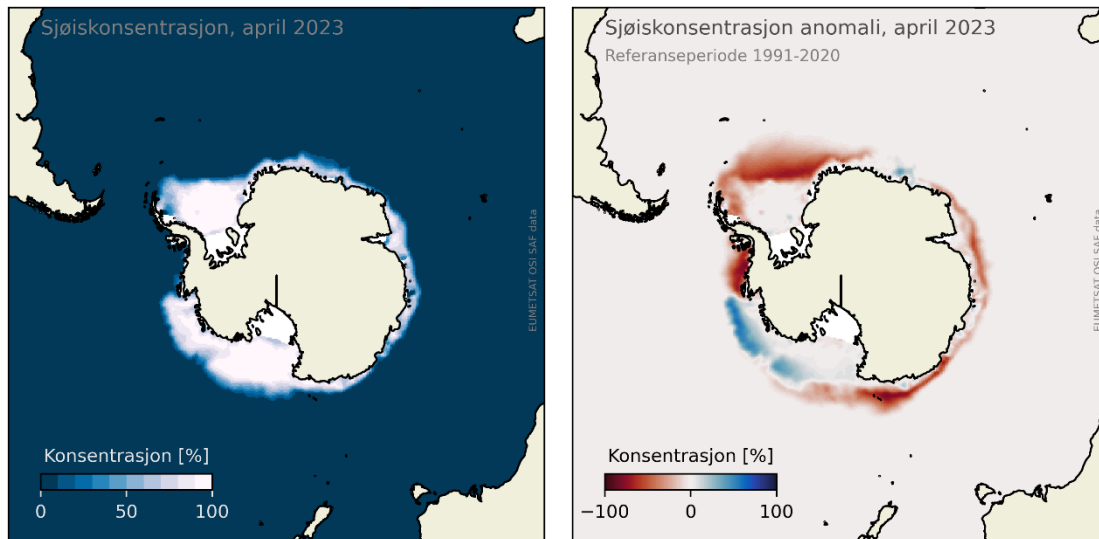 Sjøiskonsentrasjon, april 2023
EUMETSAT OSI SAF data
Konsentrasjon [%]
0 50 100
Sjøiskonsentrasjon anomali, april 2023
Referanseperiode 1991-2020
EUMETSAT OSI SAF data
Konsentrasjon [%]
−100 0 100